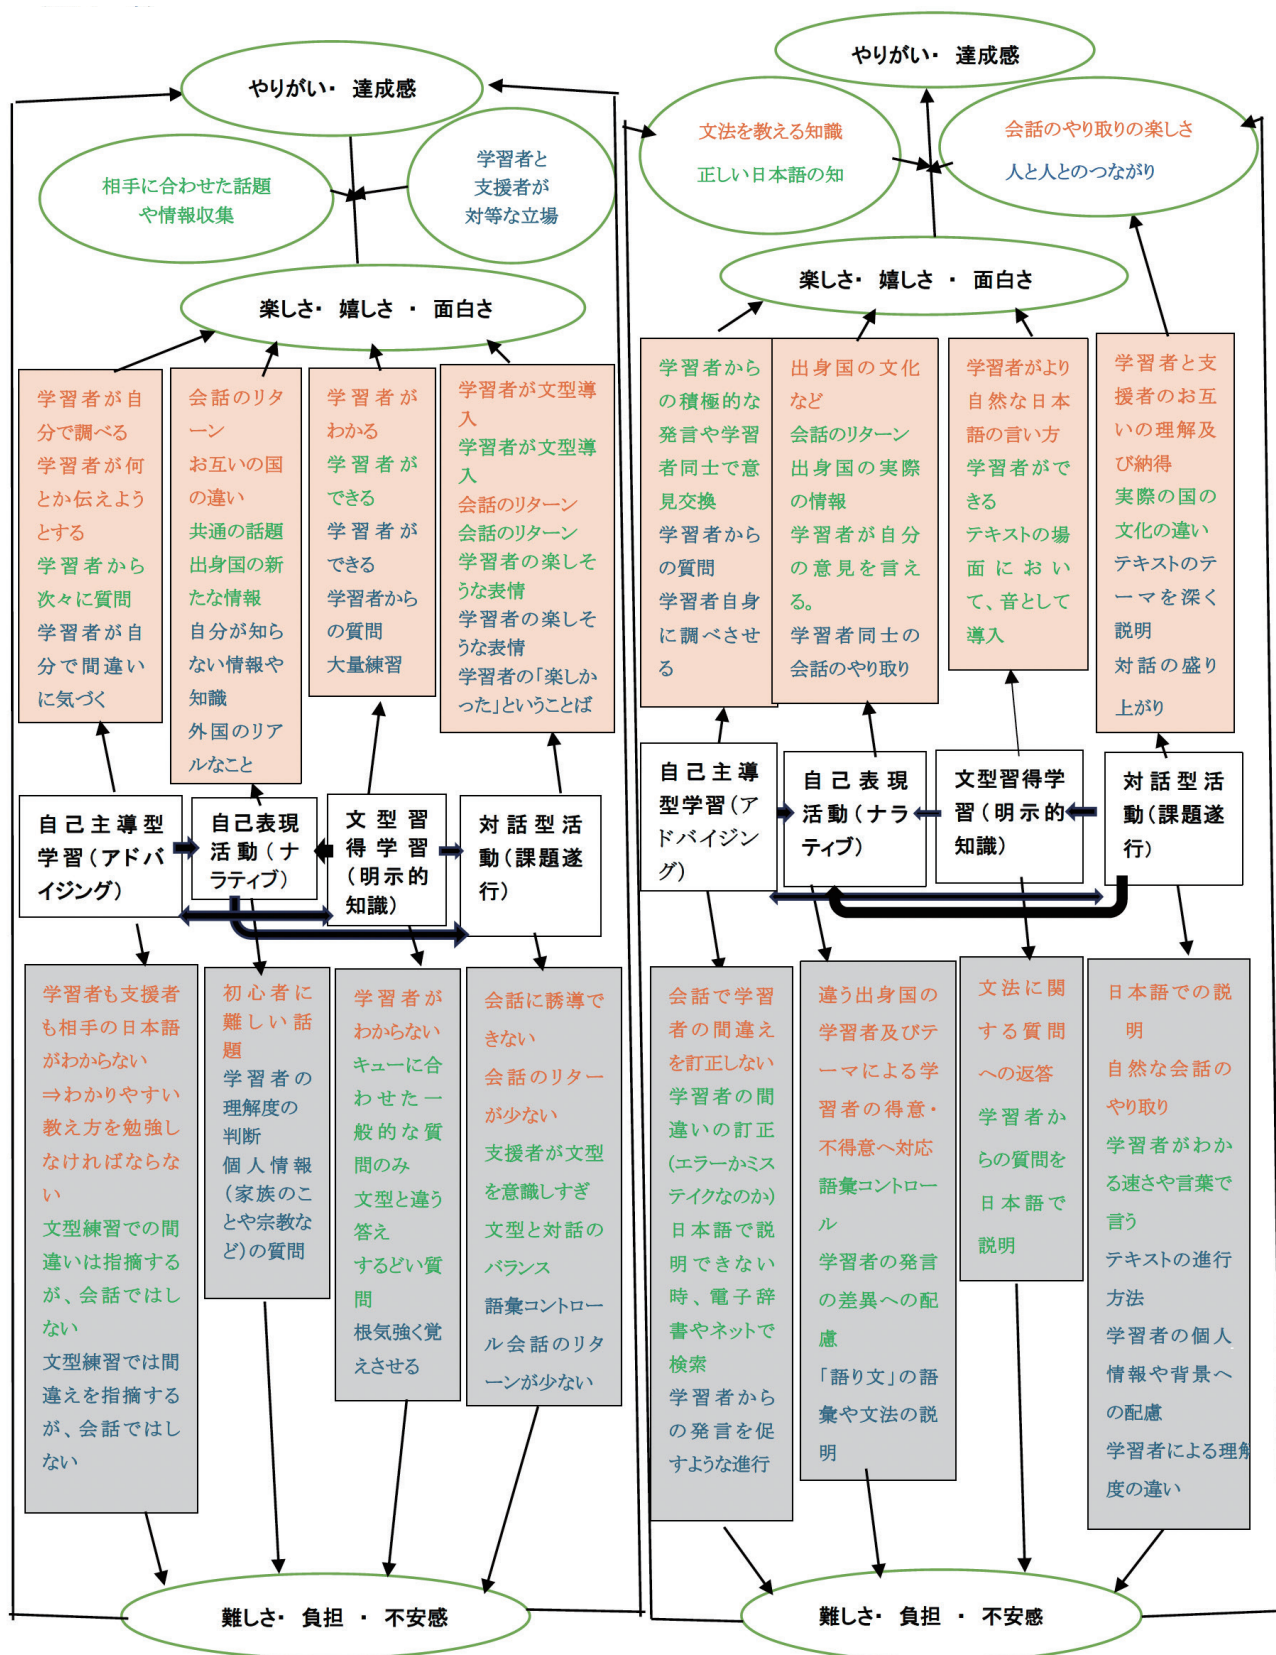 やりがい・ 達成感
相手に合わせた話題
や情報収集
学習者と
支援者が
対等な立場
楽しさ・ 嬉しさ ・ 面白さ
学習者が自
分で調べる
学習者が何
とか伝えよう
とする
学習者から
次々に質問
学習者が自
分で間違い
に気づく
会話のリタ
ーン
お互いの国
の違い
共通の話題
出身国の新
たな情報
自分が知ら
ない情報や
知識
外国のリア
ルなこと
学習者が
わかる
学習者が
できる
学習者が
できる
学習者から
の質問
大量練習
学習者が文型導
入
学習者が文型導
入
会話のリターン
会話のリターン
学習者の楽しそ
うな表情
学習者の楽しそ
うな表情
学習者の「楽しか
った」ということば
自己主導型
学習(アドバ
イジング)
自己表現
活動(ナ
ラティブ)
文型習
得学習
(明示的
知識)
対話型活
動(課題遂
行)
学習者も支援者
も相手の日本語
がわからない
⇒わかりやすい
教え方を勉強し
なければならな
い
文型練習での間
違いは指摘する
が、会話ではし
ない
文型練習では間
違えを指摘する
が、会話ではし
ない
初心者に
難しい話
題
学習者の
理解度の
判断
個人情報
(家族のこ
とや宗教な
ど)の質問
学習者が
わからない
キューに合
わせた一
般的な質
問のみ
文型と違う
答え
するどい質
問
根気強く覚
えさせる
会話に誘導で
きない
会話のリター
が少ない
支援者が文型
を意識しすぎ
文型と対話の
バランス
語彙コントロー
ル会話のリタ
ーンが少ない
難しさ・ 負担 ・ 不安感
やりがい・ 達成感
文法を教える知識
正しい日本語の知
会話のやり取りの楽しさ
人と人とのつながり
楽しさ・ 嬉しさ ・ 面白さ
学習者から
の積極的な
発言や学習
者同士で意
見交換
学習者から
の質問
学習者自身
に調べさせ
る
出身国の文化
など
会話のリターン
出身国の実際
の情報
学習者が自分
の意見を言え
る。
学習者同士の
会話のやり取り
学習者がより
自然な日本
語の言い方
学習者がで
きる
テキストの場
面におい
て、音として
導入
学習者と支
援者のお互
いの理解及
び納得
実際の国の
文化の違い
テキストのテ
ーマを深く
説明
対話の盛り
上がり
自己主導
型学習(ア
ドバイジン
グ)
自己表現
活動(ナラ
ティブ)
文型習得学
習(明示的
知識)
対話型活
動(課題遂
行)
会話で学習
者の間違え
を訂正しない
学習者の間
違いの訂正
(エラーかミス
テイクなのか)
日本語で説
明できない
時、電子辞
書やネットで
検索
学習者から
の発言を促
すような進行
違う出身国の
学習者及びテ
ーマによる学
習者の得意・
不得意へ対応
語彙コントロー
ル
学習者の発言
の差異への配
慮
「語り文」の語
彙や文法の説
明
文法に関
する質問
への返答
学習者か
らの質問を
日本語で
説明
日本語での説
明
自然な会話の
やり取り
学習者がわか
る速さや言葉で
言う
テキストの進行
方法
学習者の個人
情報や背景へ
の配慮
学習者による理解
度の違い
難しさ・ 負担 ・ 不安感